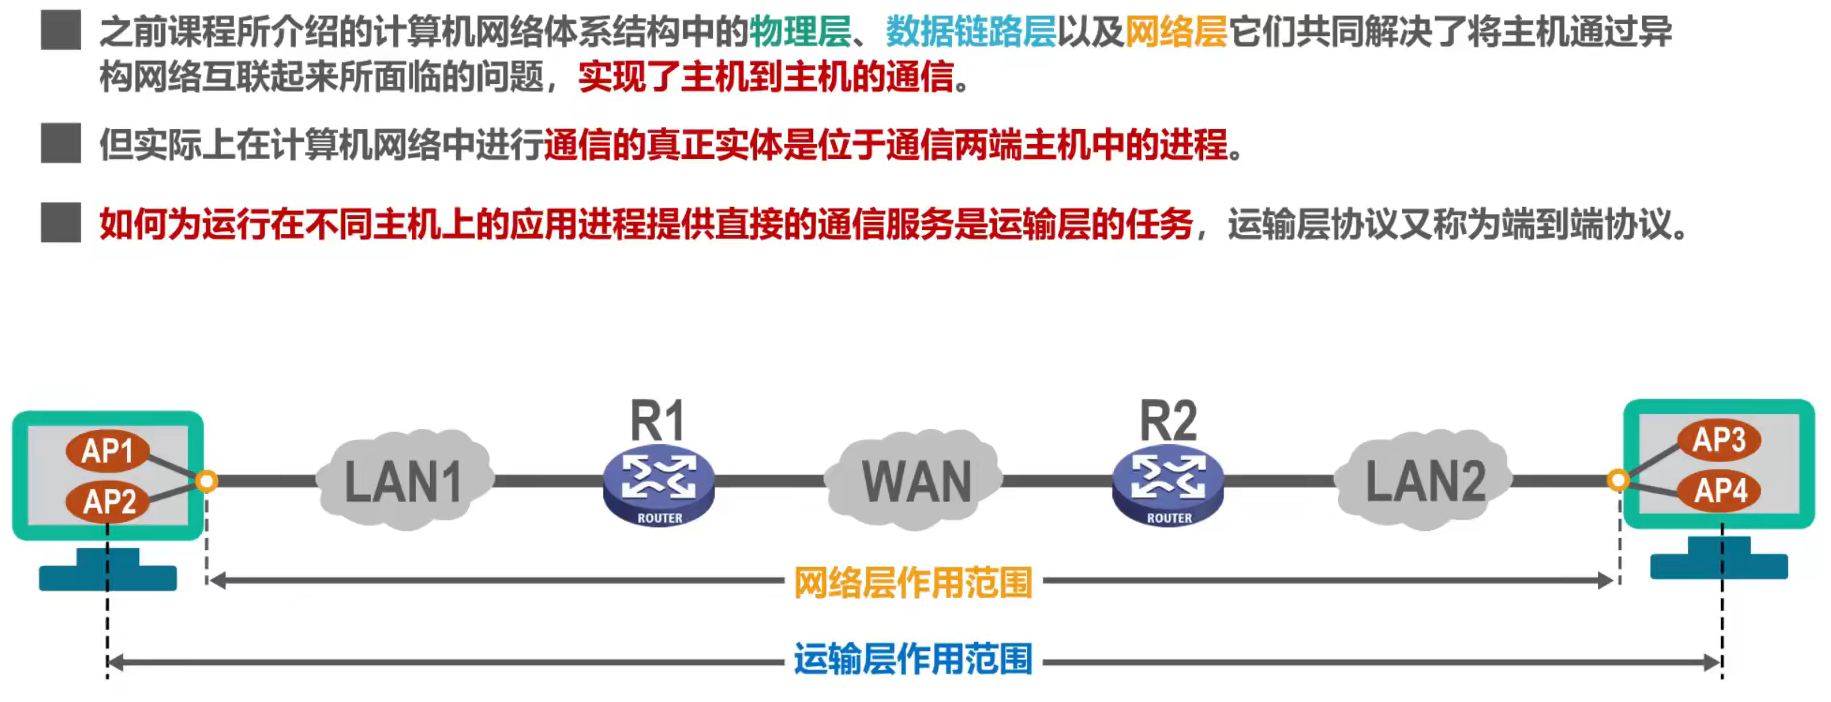 之前课程所介绍的计算机网络体系结构中的物理层、数据链路层以及网络层它们共同解决了将主机通过异
构网络互联起来所面临的问题，实现了主机到主机的通信。
但实际上在计算机网络中进行通信的真正实体是位于通信两端主机中的进程。
如何为运行在不同主机上的应用进程提供直接的通信服务是运输层的任务，运输层协议又称为端到端协议。
R1
R2
AP1
AP2
LAN1
ROUTER
WAN
ROUTER
LAN2
AP3
AP4
网络层作用范围
运输层作用范围